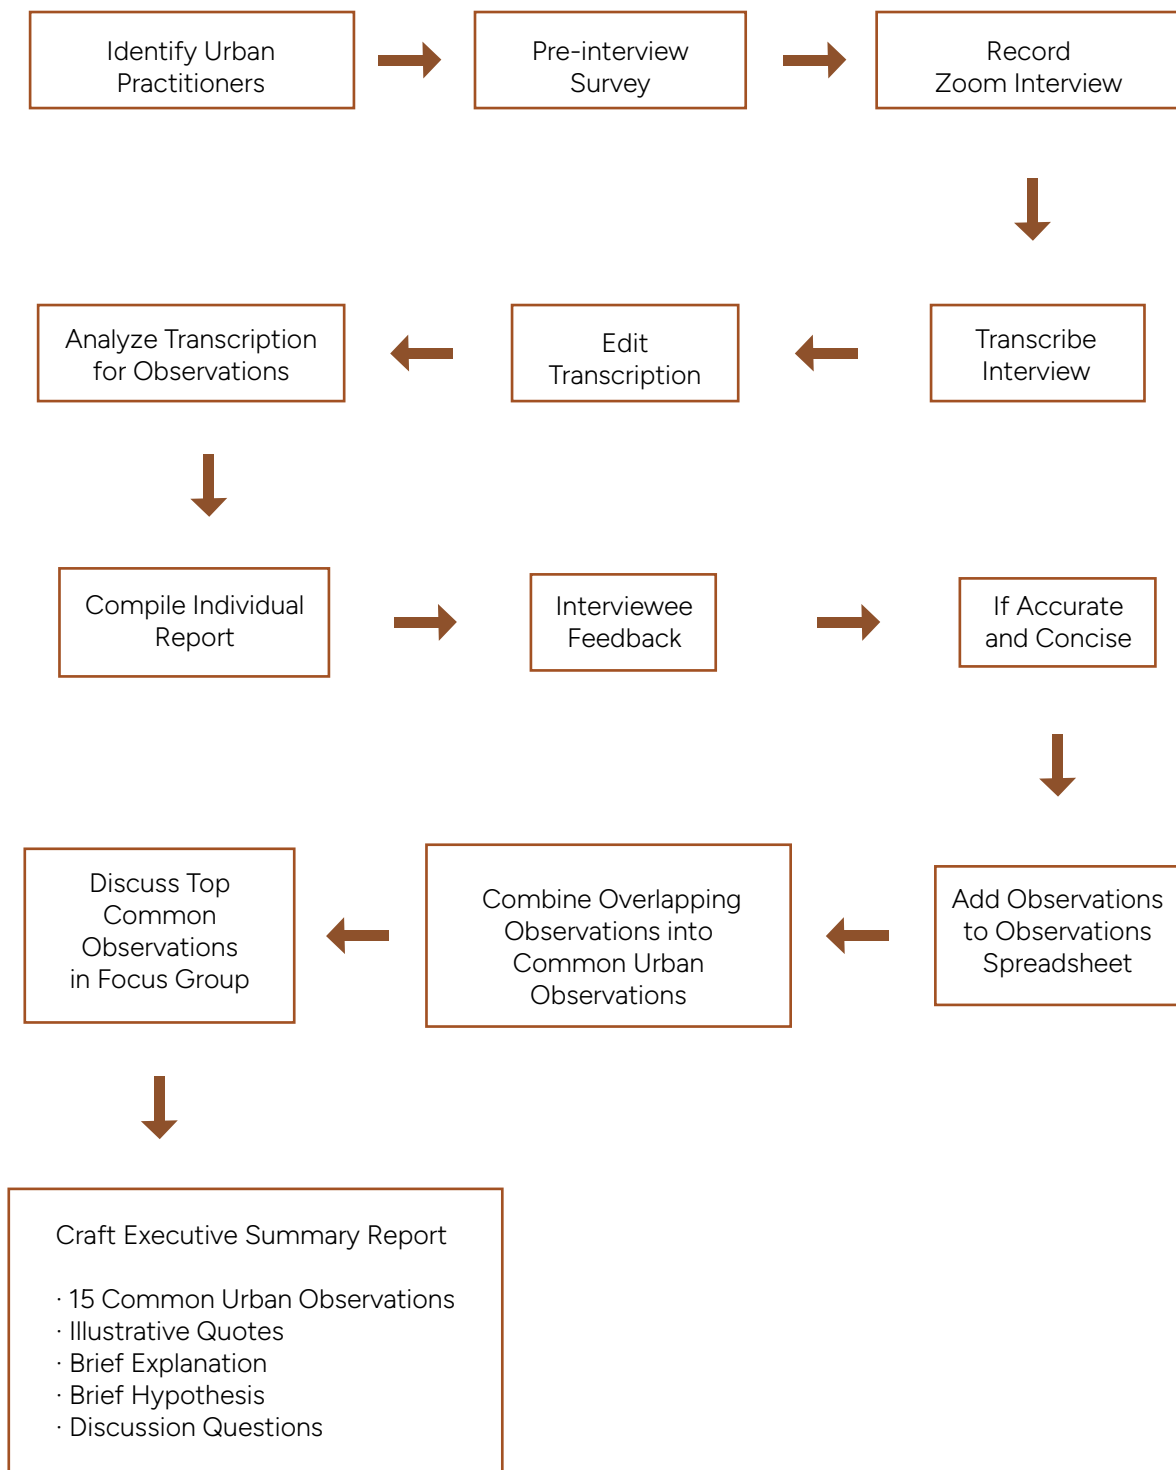 Identify Urban
Practitioners
Pre-interview
Survey
Record
Zoom Interview
Transcribe
Interview
Edit
Transcription
Analyze Transcription
for Observations
Compile Individual
Report
Interviewee
Feedback
If Accurate
and Concise
Add Observations
to Observations
Spreadsheet
Combine Overlapping
Observations into
Common Urban
Observations
Discuss Top
Common
Observations
in Focus Group
Craft Executive Summary Report
· 15 Common Urban Observations
· Illustrative Quotes
· Brief Explanation
· Brief Hypothesis
· Discussion Questions